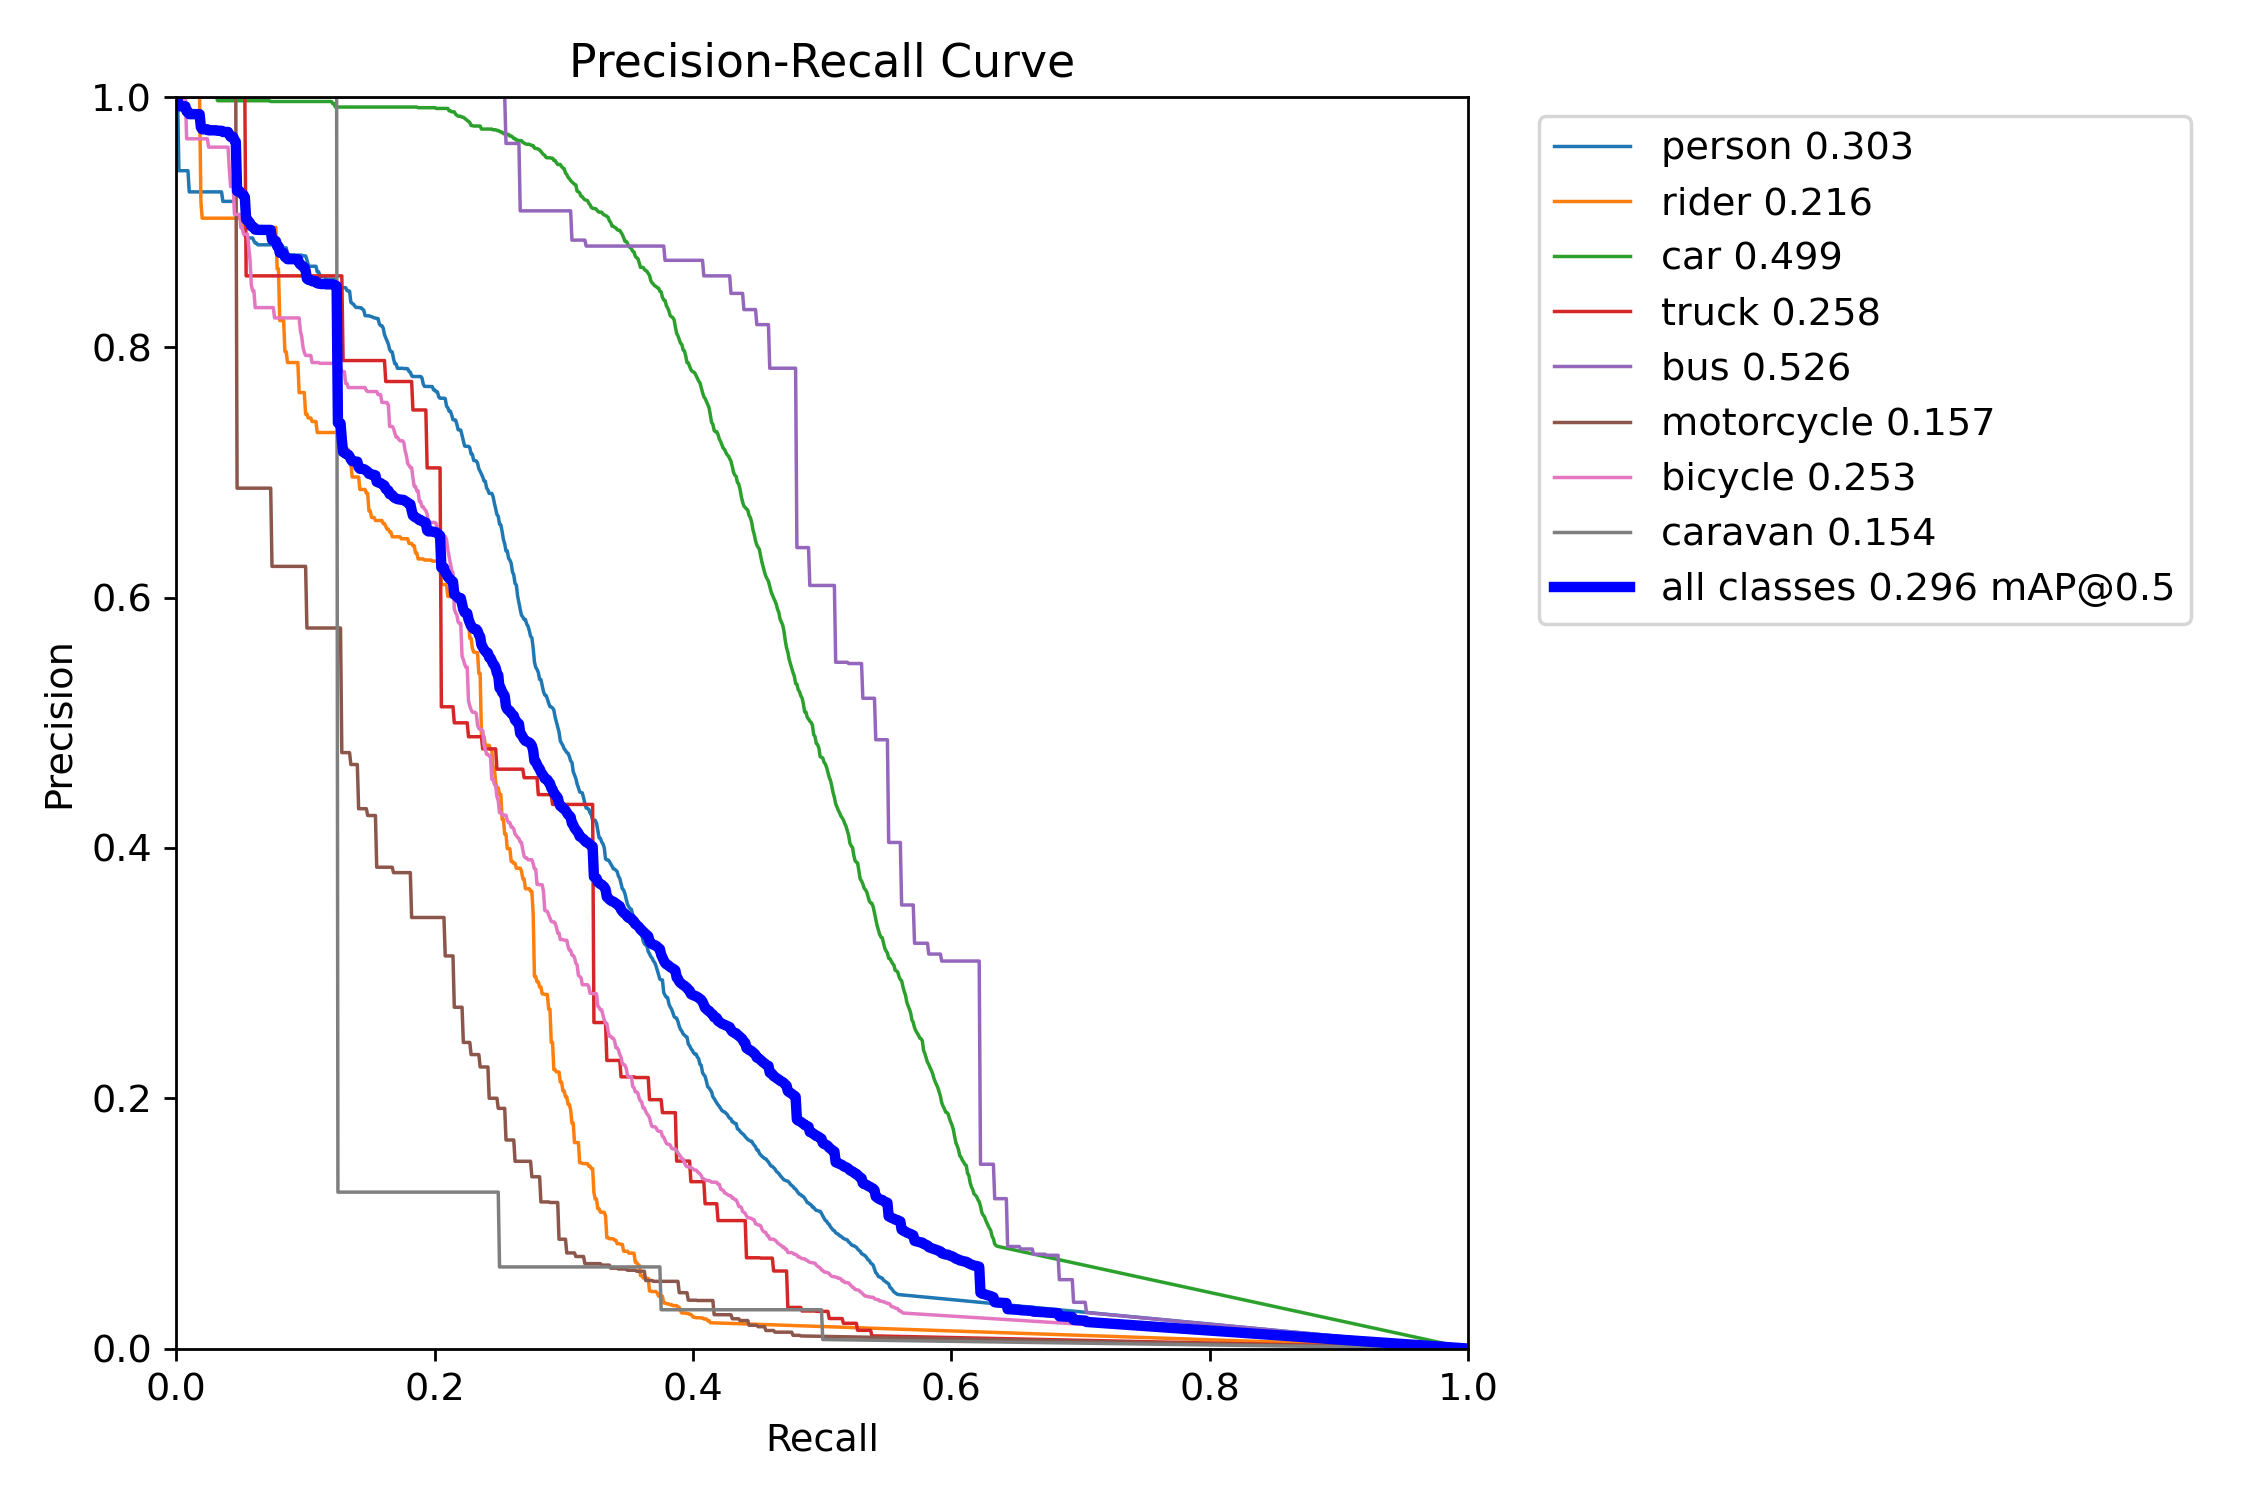 Precision-Recall Curve
1.0
0.8
0.6
0.4
0.2
0.0
Precision
0.0 0.2 0.4 0.6 0.8 1.0
Recall
person 0.303
rider 0.216
car 0.499
truck 0.258
bus 0.526
motorcycle 0.157
bicycle 0.253
caravan 0.154
all classes 0.296 mAP@0.5